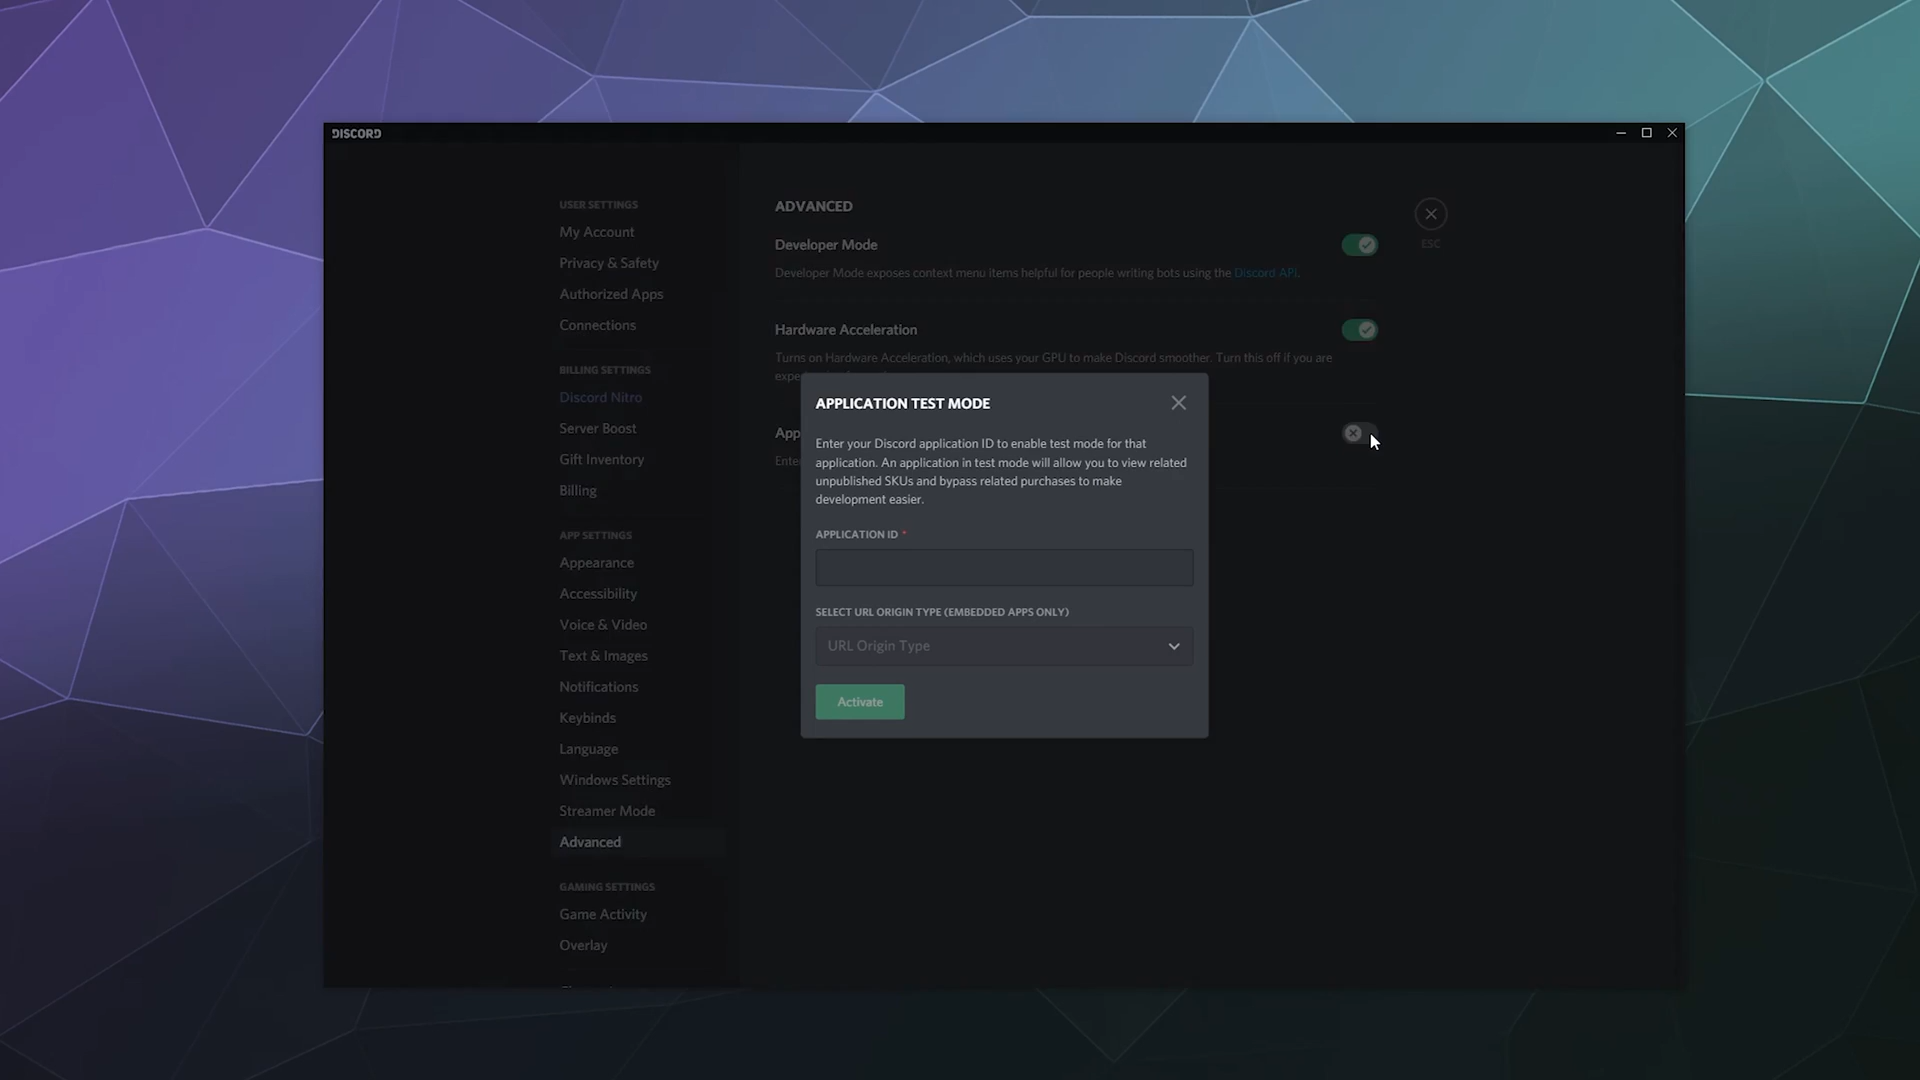 DISCORD
USER SETTINGS
My Account
Privacy & Safety
Authorized Apps
Connections
BILLING SETTINGS
Discord Nitro
Server Boost
Gift Inventory
Billing
APP SETTINGS
Appearance
Accessibility
Voice & Video
Text & Images
Notifications
Keybinds
Language
Windows Settings
Streamer Mode
Advanced
GAMING SETTINGS
Game Activity
Overlay
ADVANCED
ESC
Developer Mode
Developer Mode exposes context menu items helpful for people writing bots using the Discord API.
Hardware Acceleration
Turns on Hardware Acceleration, which uses your GPU to make Discord smoother. Turn this off if you are
App
Ente
APPLICATION TEST MODE
Enter your Discord application ID to enable test mode for that
application. An application in test mode will allow you to view related
unpublished SKUs and bypass related purchases to make
development easier.
APPLICATION ID *
SELECT URL ORIGIN TYPE (EMBEDDED APPS ONLY)
URL Origin Type
Activate